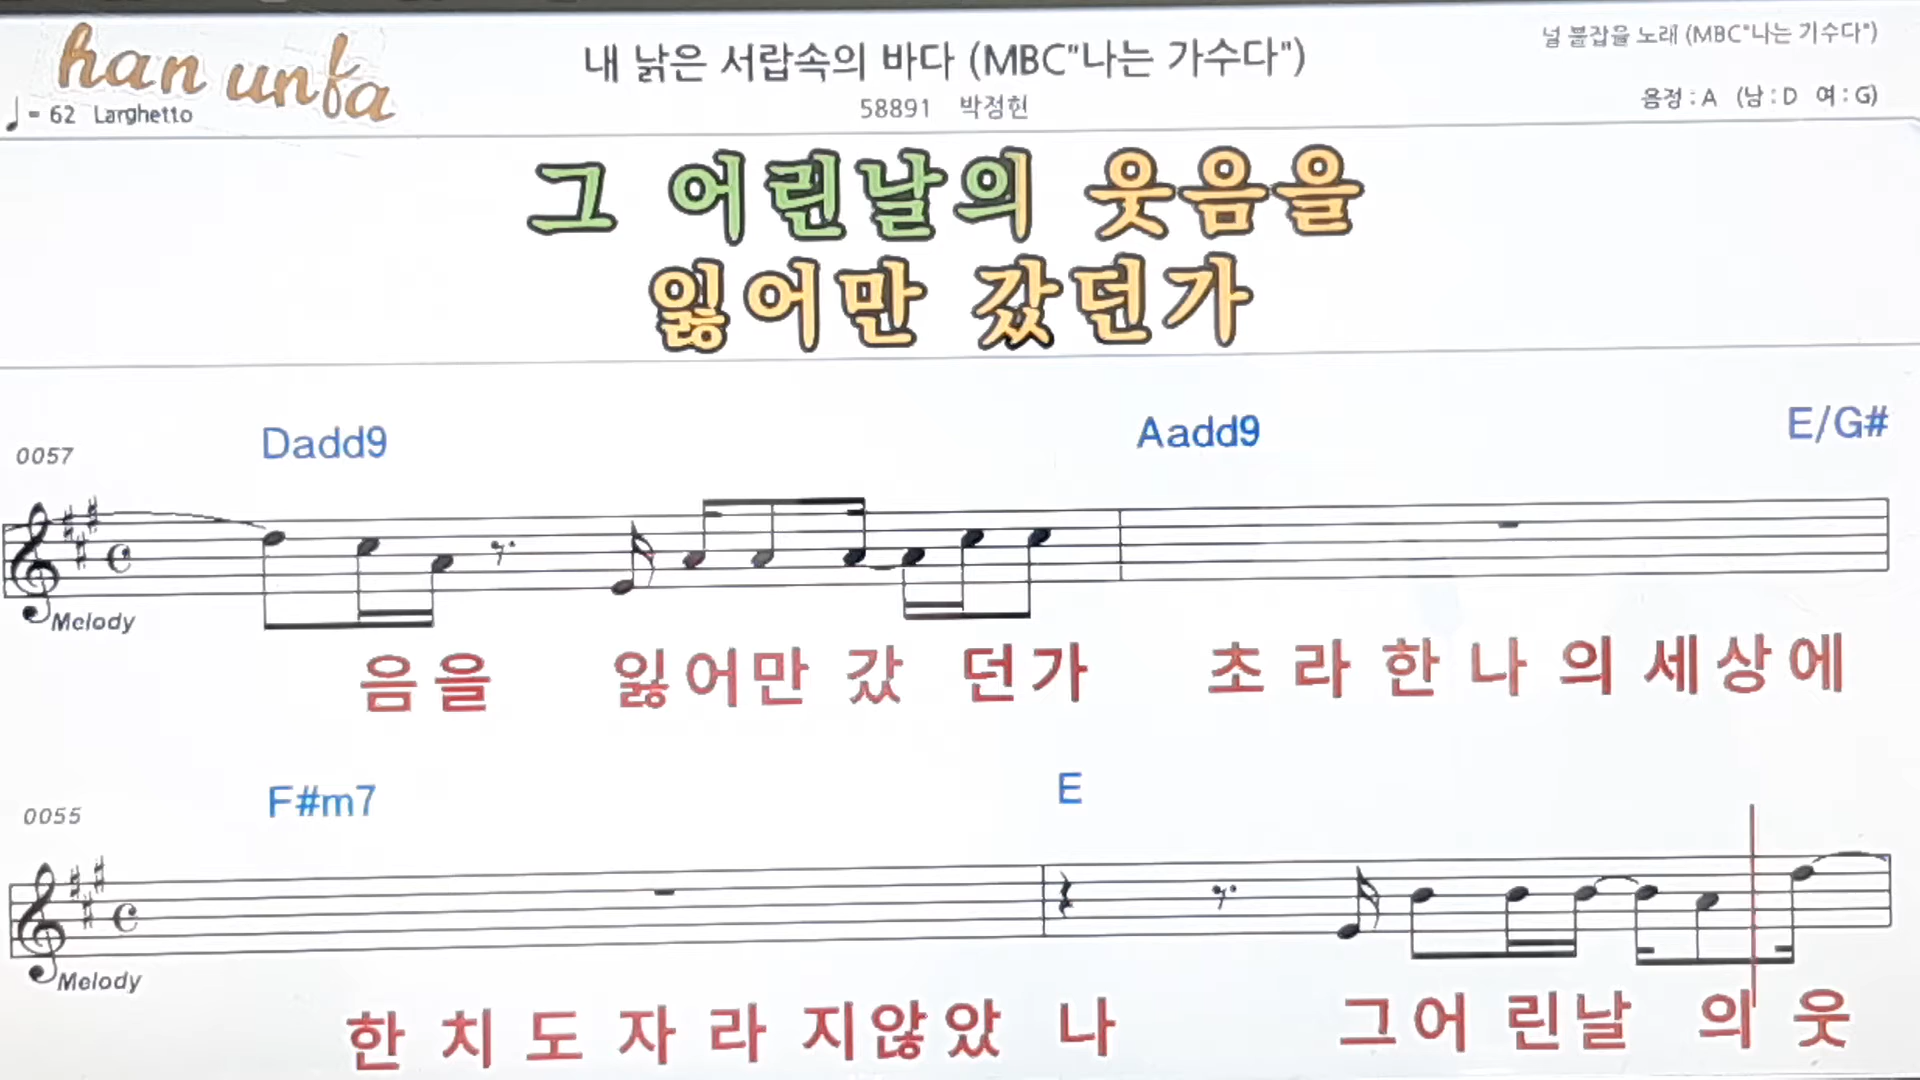 han unfa
♩= 62 Larghetto
내 낡은 서랍속의 바다 (MBC"나는 가수다")
58891 박정현
널 붙잡을 노래 (MBC"나는 가수다")
음정 : A (남 : D 여 : G)
그 어린날의 웃음을
잃어만 갔던가
0057 Dadd9 Aadd9 E/G#
Melody
음을 잃어만 갔 던가 초 라 한 나 의 세상에
0055 F#m7 E
Melody
한 치 도 자 라 지않았 나 그어 린날 의 웃